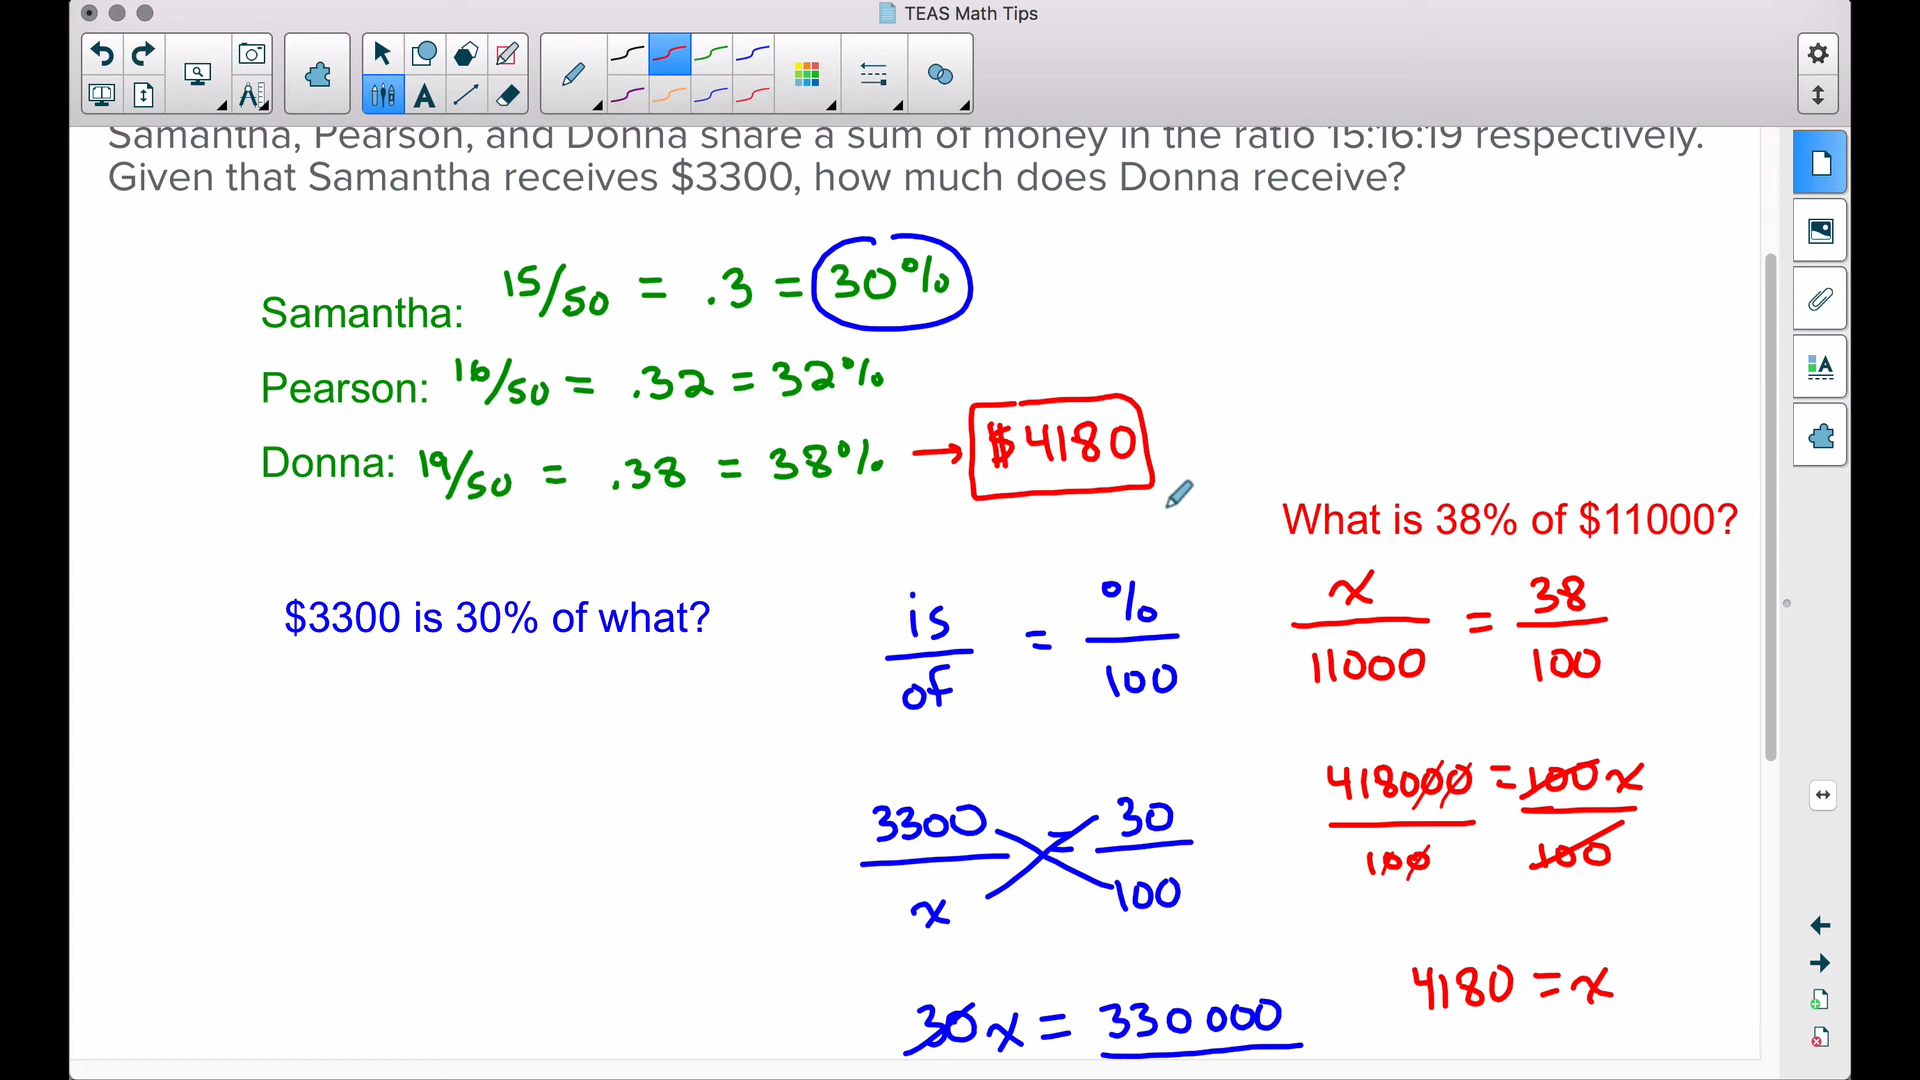 TEAS Math Tips
Samantha, Pearson, and Donna share a sum of money in the ratio 15:16:19 respectively.
Given that Samantha receives $3300, how much does Donna receive?
Samantha: 15/50 = .3 = 30%
Pearson: 16/50 = .32 = 32%
Donna: 19/50 = .38 = 38% → $4180
$3300 is 30% of what?
is/of = %/100
3300/x = 30/100
30x = 330000
What is 38% of $11000?
x/11000 = 38/100
418000/100 = 100x/100
4180 = x